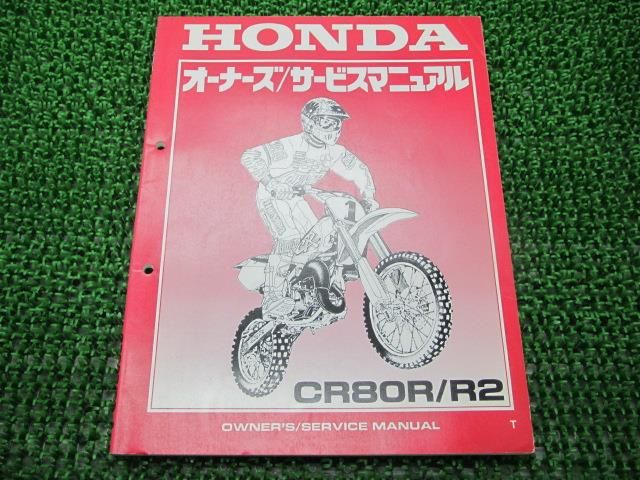 HONDA
オーナーズ/サービスマニュアル
1
CR80R/R2
OWNER'S/SERVICE MANUAL
T